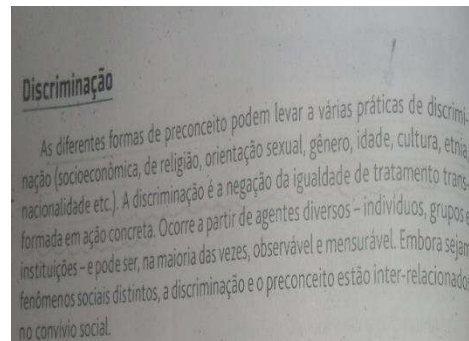 Discriminação
As diferentes formas de preconceito podem levar a várias práticas de discrimi-
nação (socioeconômica, de religião, orientação sexual, gênero, idade, cultura, etnia
nacionalidade etc.). A discriminação é a negação da igualdade de tratamento trans-
formada em ação concreta. Ocorre a partir de agentes diversos – indivíduos, grupos e
instituições – e pode ser, na maioria das vezes, observável e mensurável. Embora sejam
fenômenos sociais distintos, a discriminação e o preconceito estão inter-relacionado
no convívio social.